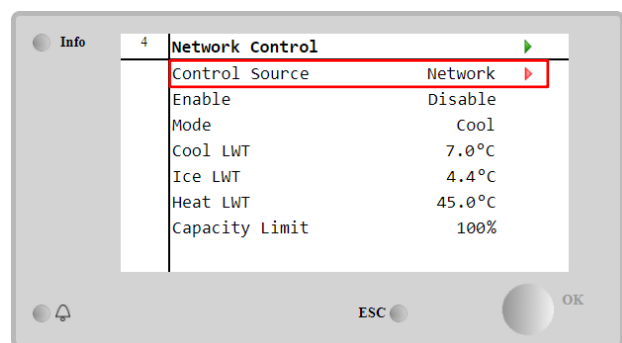 Info
4 Network Control
Control Source Network
Enable Disable
Mode Cool
Cool LWT 7.0°C
Ice LWT 4.4°C
Heat LWT 45.0°C
Capacity Limit 100%
ESC OK